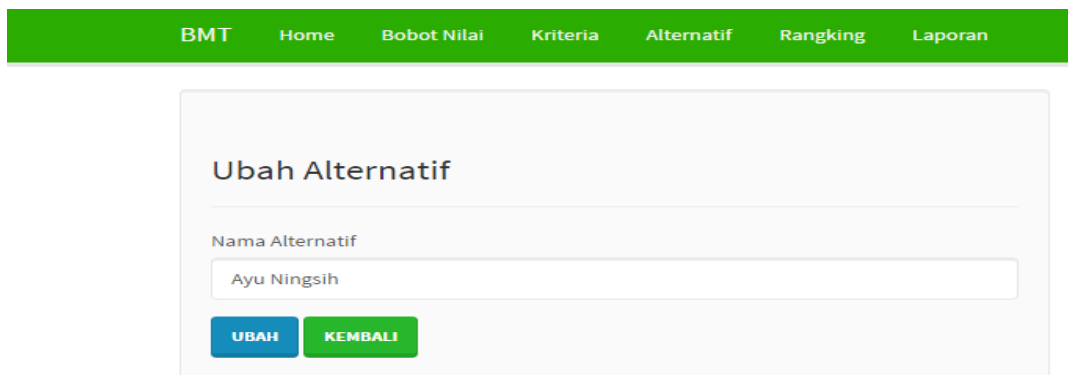 BMT Home Bobot Nilai Kriteria Alternatif Rangking Laporan
Ubah Alternatif
Nama Alternatif
Ayu Ningsih
UBAH KEMBALI